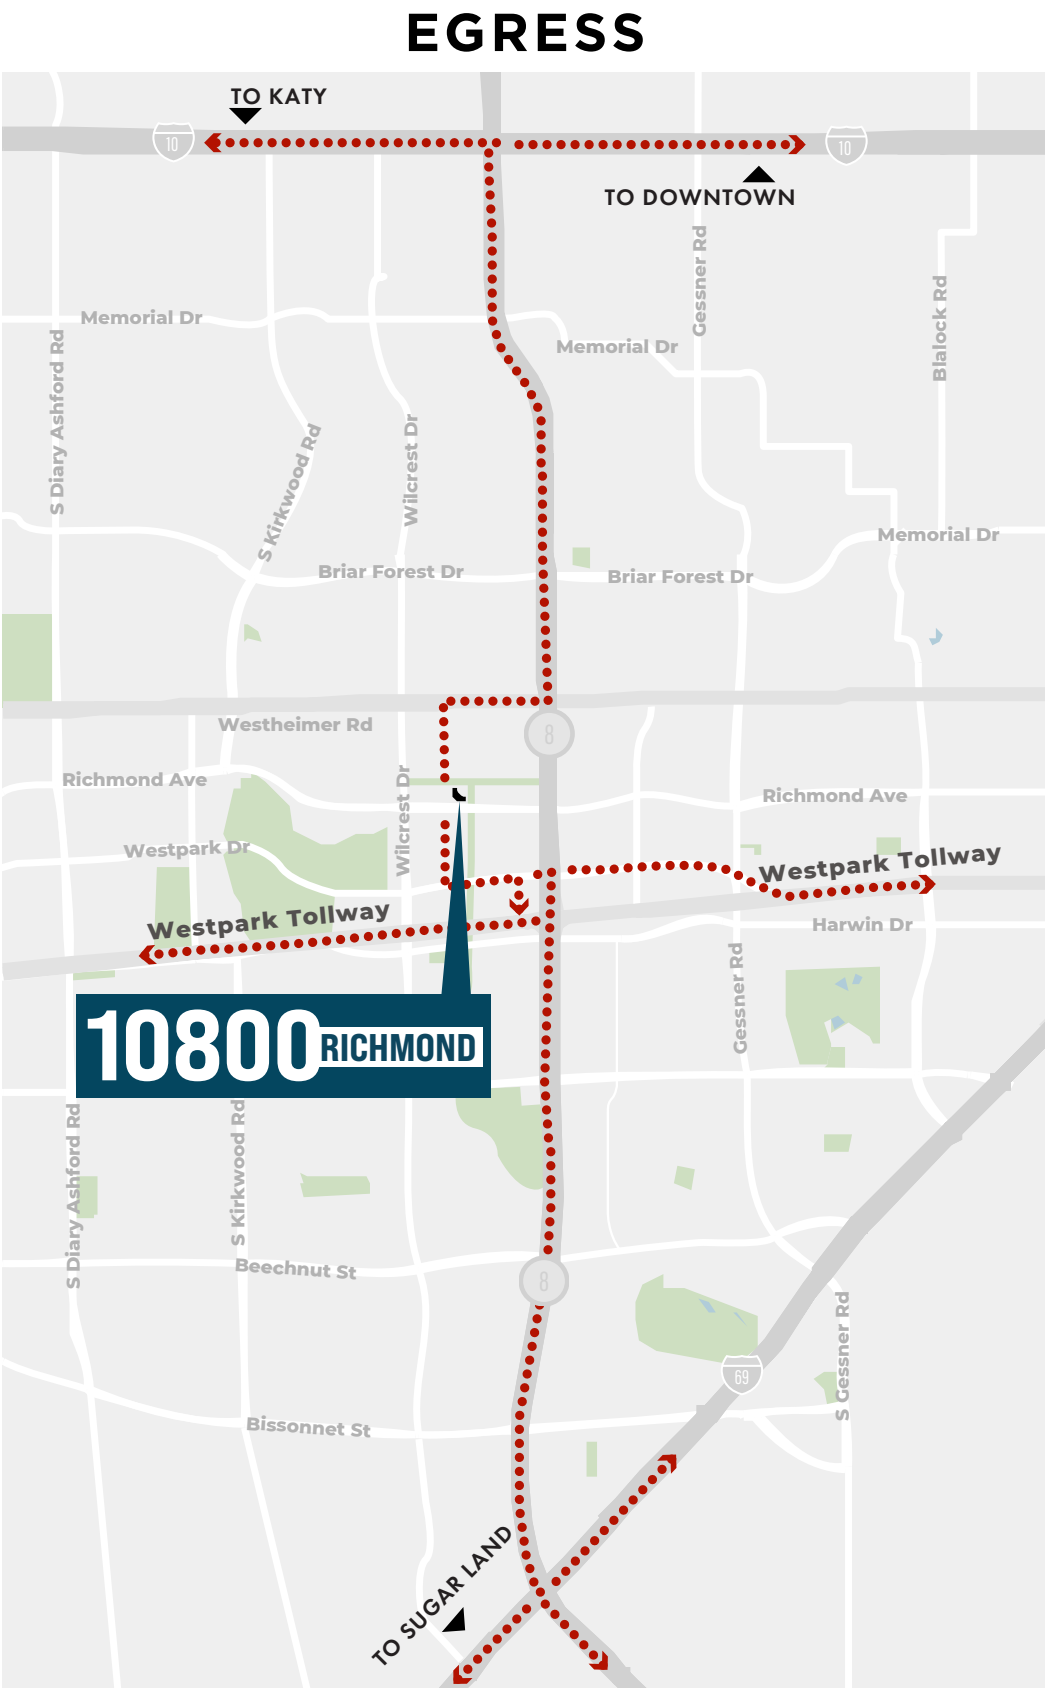 EGRESS
TO KATY
10
10
TO DOWNTOWN
Gessner Rd
Blalock Rd
Memorial Dr
Memorial Dr
S Diary Ashford Rd
S Kirkwood Rd
Wilcrest Dr
Memorial Dr
Briar Forest Dr
Briar Forest Dr
Westheimer Rd
8
Richmond Ave
Wilcrest Dr
Richmond Ave
Westpark Dr
Westpark Tollway
Westpark Tollway
Harwin Dr
Gessner Rd
10800 RICHMOND
S Diary Ashford Rd
S Kirkwood Rd
Beechnut St
8
S Gessner Rd
69
Bissonnet St
TO SUGAR LAND